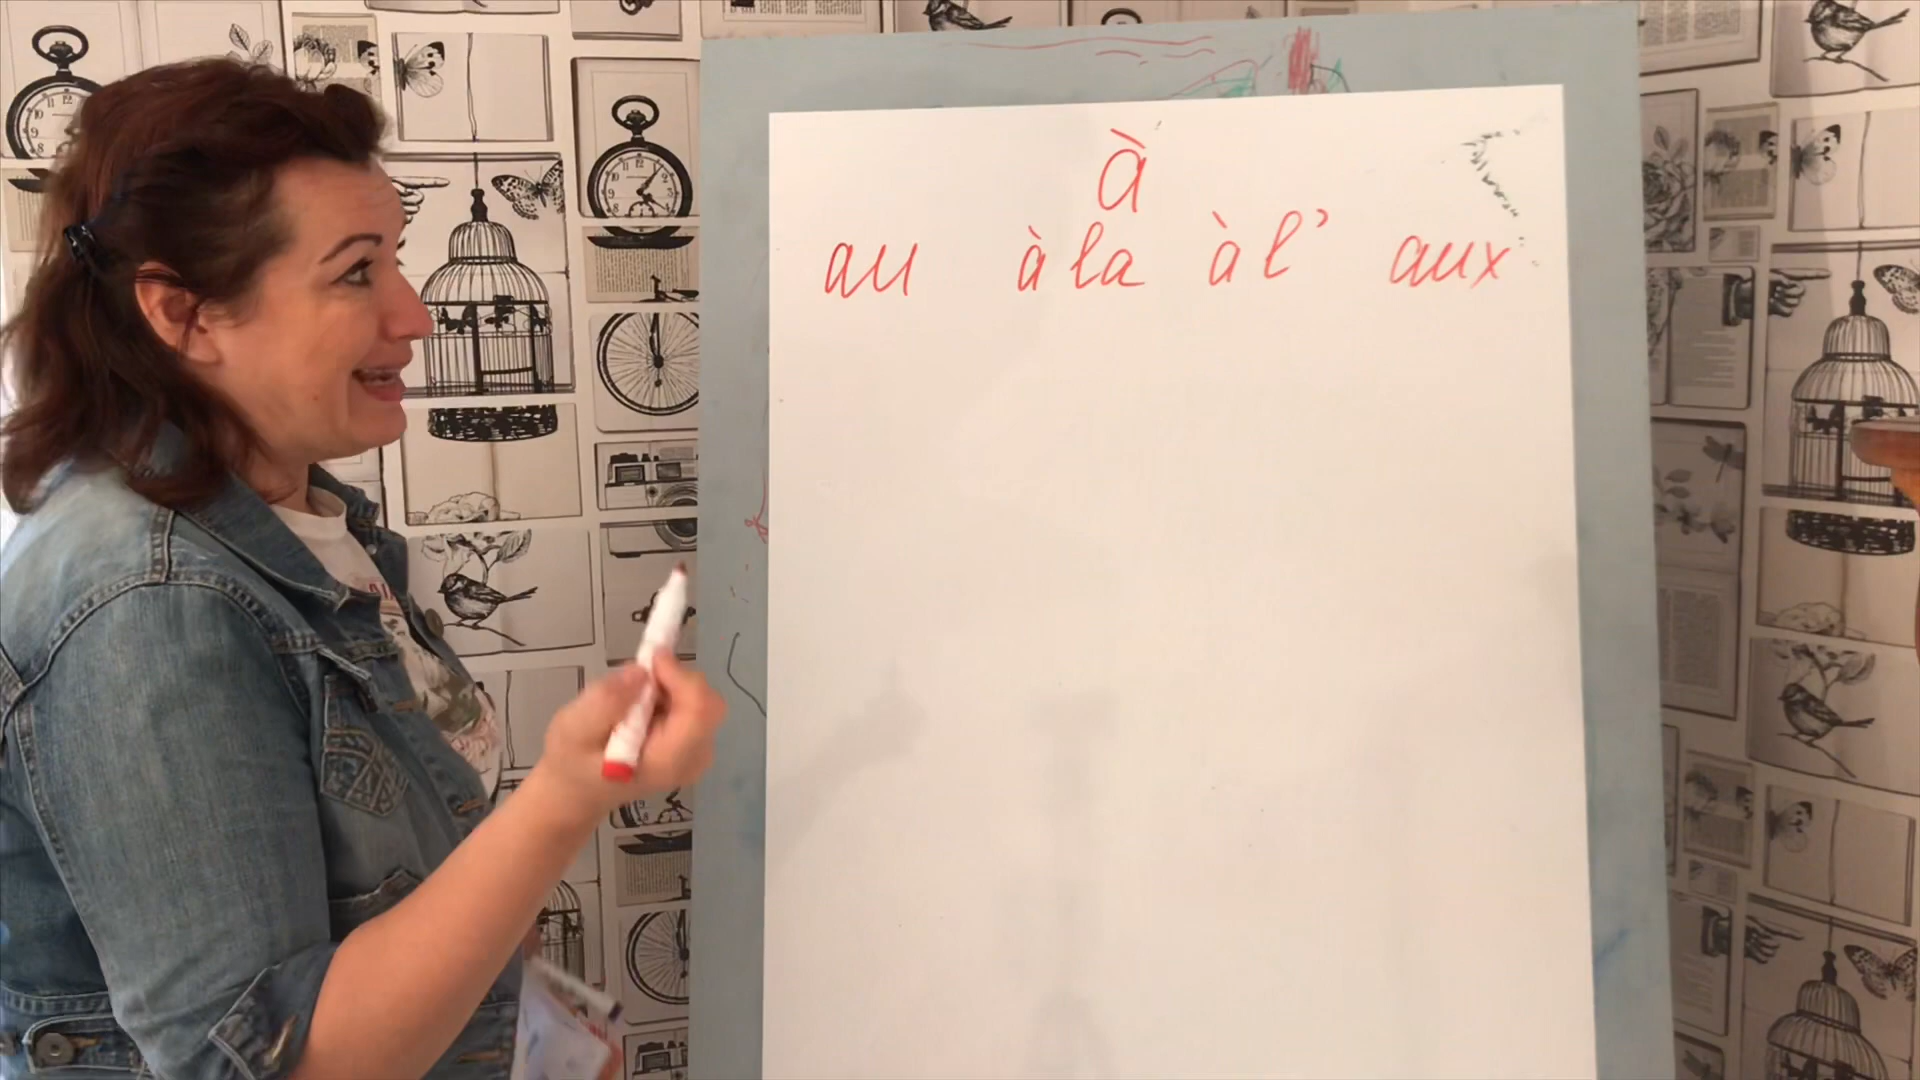 à
au à la à l' aux